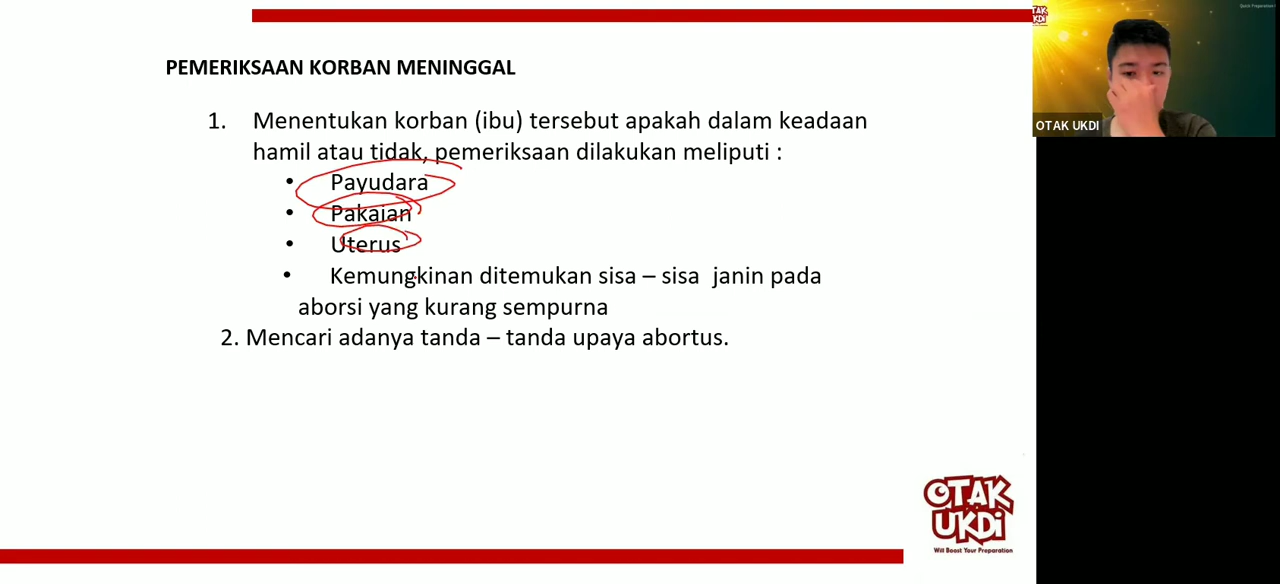 PEMERIKSAAN KORBAN MENINGGAL
1. Menentukan korban (ibu) tersebut apakah dalam keadaan
hamil atau tidak, pemeriksaan dilakukan meliputi :
• Payudara
• Pakaian
• Uterus
• Kemungkinan ditemukan sisa – sisa janin pada
aborsi yang kurang sempurna
2. Mencari adanya tanda – tanda upaya abortus.
OTAK UKDI
OTAK
UKDi
Will Boost Your Preparation